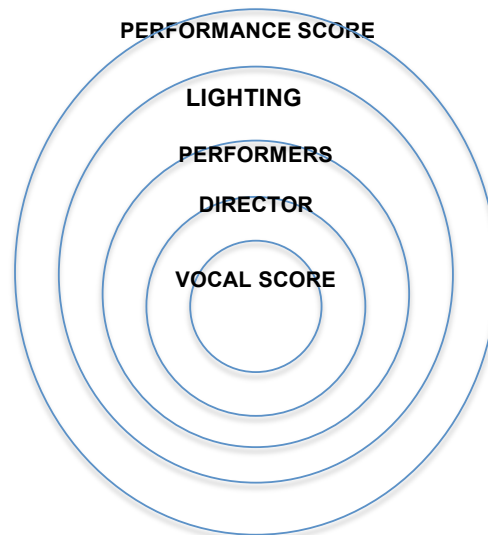 PERFORMANCE SCORE
LIGHTING
PERFORMERS
DIRECTOR
VOCAL SCORE